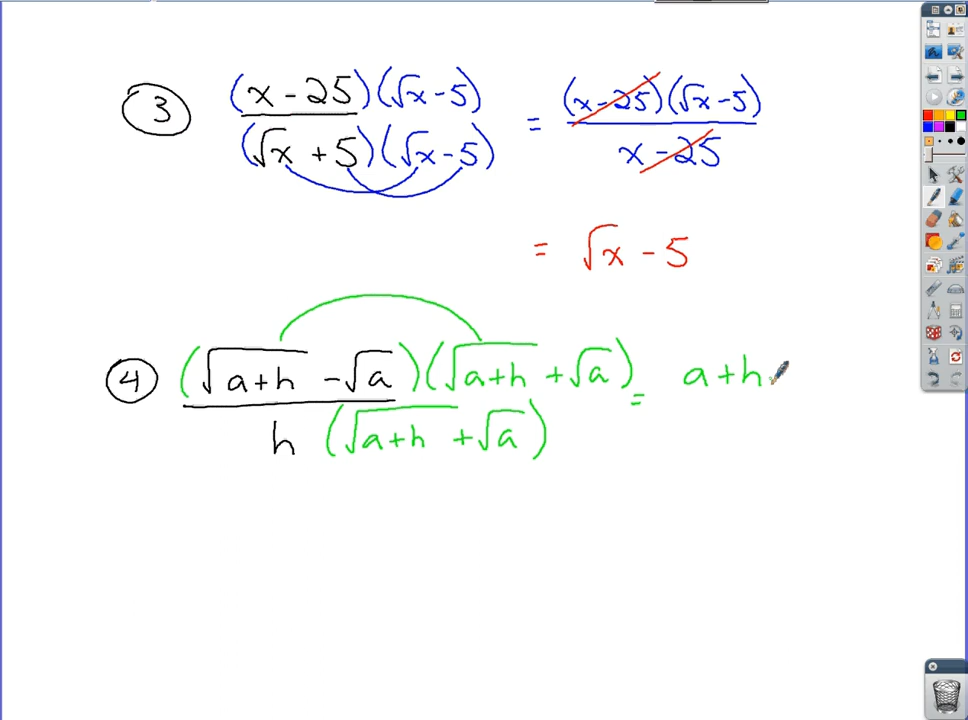 ③ (x - 25)(√x - 5) / (√x + 5)(√x - 5) = (x - 25)(√x - 5) / x - 25
= √x - 5
④ (√a+h - √a)(√a+h + √a) / h (√a+h + √a) = a + h